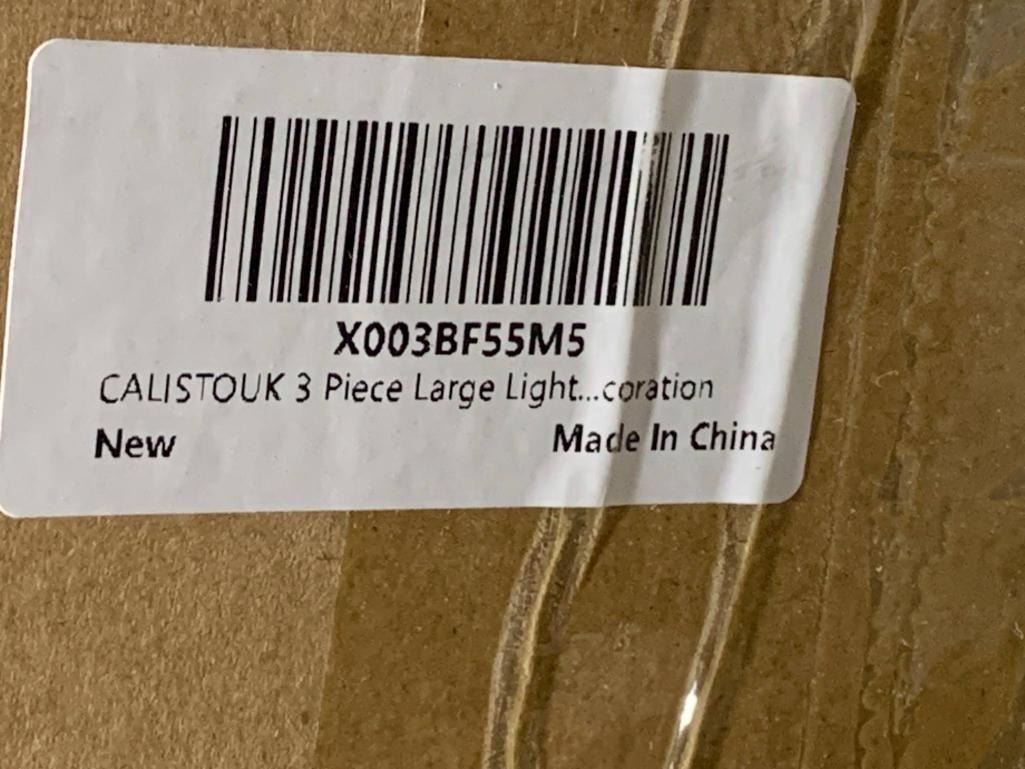 X003BF55M5
CALISTOUK 3 Piece Large Light...coration
New
Made In China